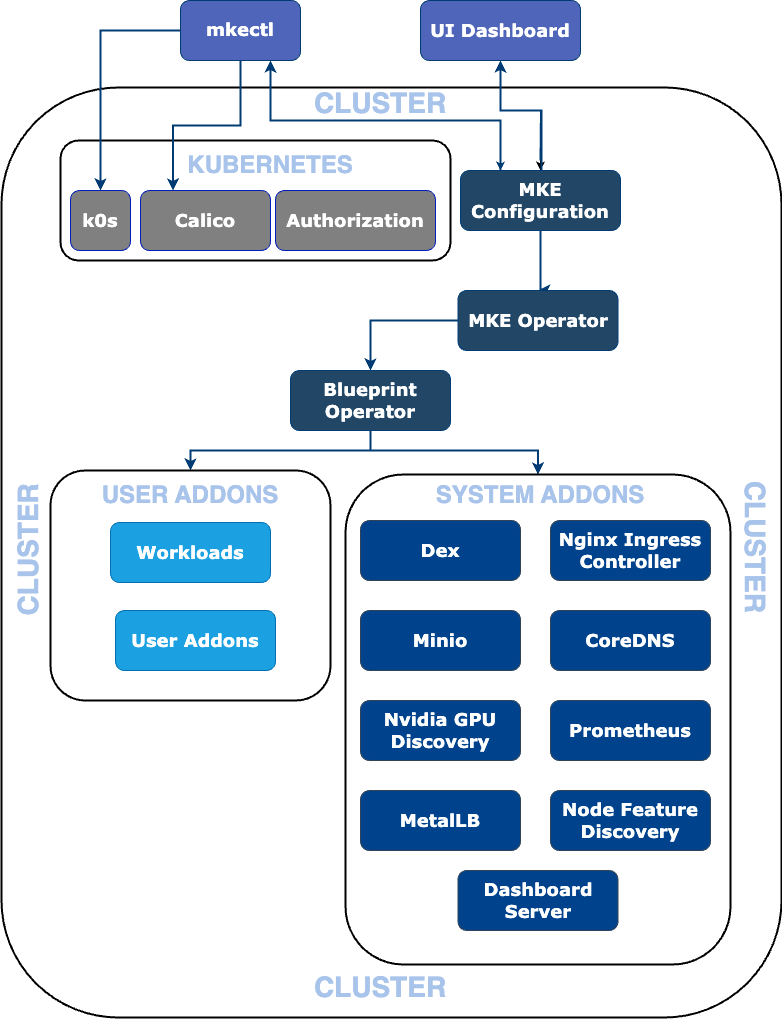 mkectl
UI Dashboard
CLUSTER
KUBERNETES
k0s
Calico
Authorization
MKE
Configuration
MKE Operator
Blueprint
Operator
CLUSTER
USER ADDONS
Workloads
User Addons
SYSTEM ADDONS
Dex
Nginx Ingress
Controller
Minio
CoreDNS
Nvidia GPU
Discovery
Prometheus
MetalLB
Node Feature
Discovery
Dashboard
Server
CLUSTER
CLUSTER